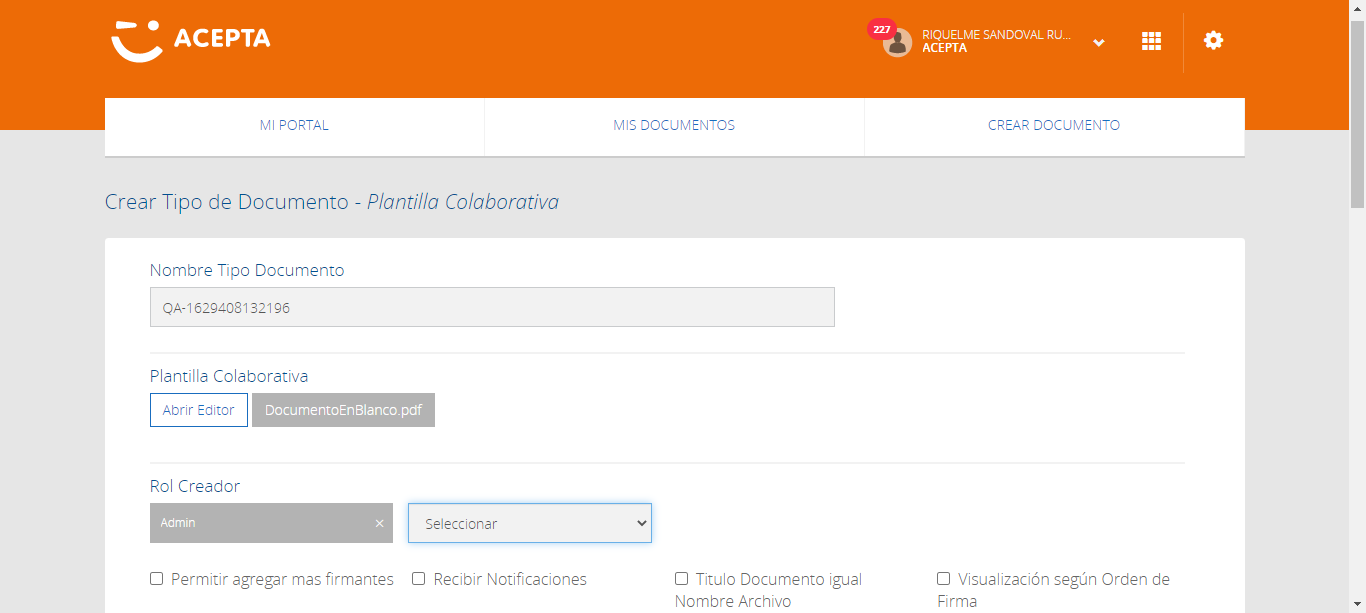 ACEPTA
227
RIQUELME SANDOVAL RU...
ACEPTA
MI PORTAL
MIS DOCUMENTOS
CREAR DOCUMENTO
Crear Tipo de Documento - Plantilla Colaborativa
Nombre Tipo Documento
QA-1629408132196
Plantilla Colaborativa
Abrir Editor
DocumentoEnBlanco.pdf
Rol Creador
Admin ×
Seleccionar
Permitir agregar mas firmantes
Recibir Notificaciones
Titulo Documento igual
Nombre Archivo
Visualización según Orden de
Firma